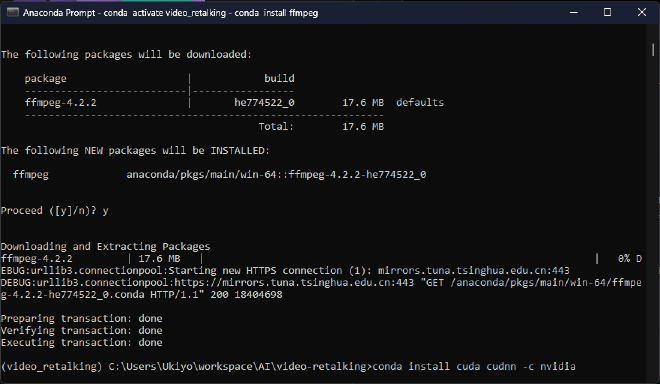 Anaconda Prompt - conda activate video_retalking - conda install ffmpeg
The following packages will be downloaded:
package | build
---------------------------|-----------------
ffmpeg-4.2.2 | he774522_0 17.6 MB defaults
------------------------------------------------------------
Total: 17.6 MB
The following NEW packages will be INSTALLED:
ffmpeg anaconda/pkgs/main/win-64::ffmpeg-4.2.2-he774522_0
Proceed ([y]/n)? y
Downloading and Extracting Packages
ffmpeg-4.2.2 | 17.6 MB | | 0% D
EBUG:urllib3.connectionpool:Starting new HTTPS connection (1): mirrors.tuna.tsinghua.edu.cn:443
DEBUG:urllib3.connectionpool:https://mirrors.tuna.tsinghua.edu.cn:443 "GET /anaconda/pkgs/main/win-64/ffmpe
g-4.2.2-he774522_0.conda HTTP/1.1" 200 18404698
Preparing transaction: done
Verifying transaction: done
Executing transaction: done
(video_retalking) C:\Users\Ukiyo\workspace\AI\video-retalking>conda install cuda cudnn -c nvidia